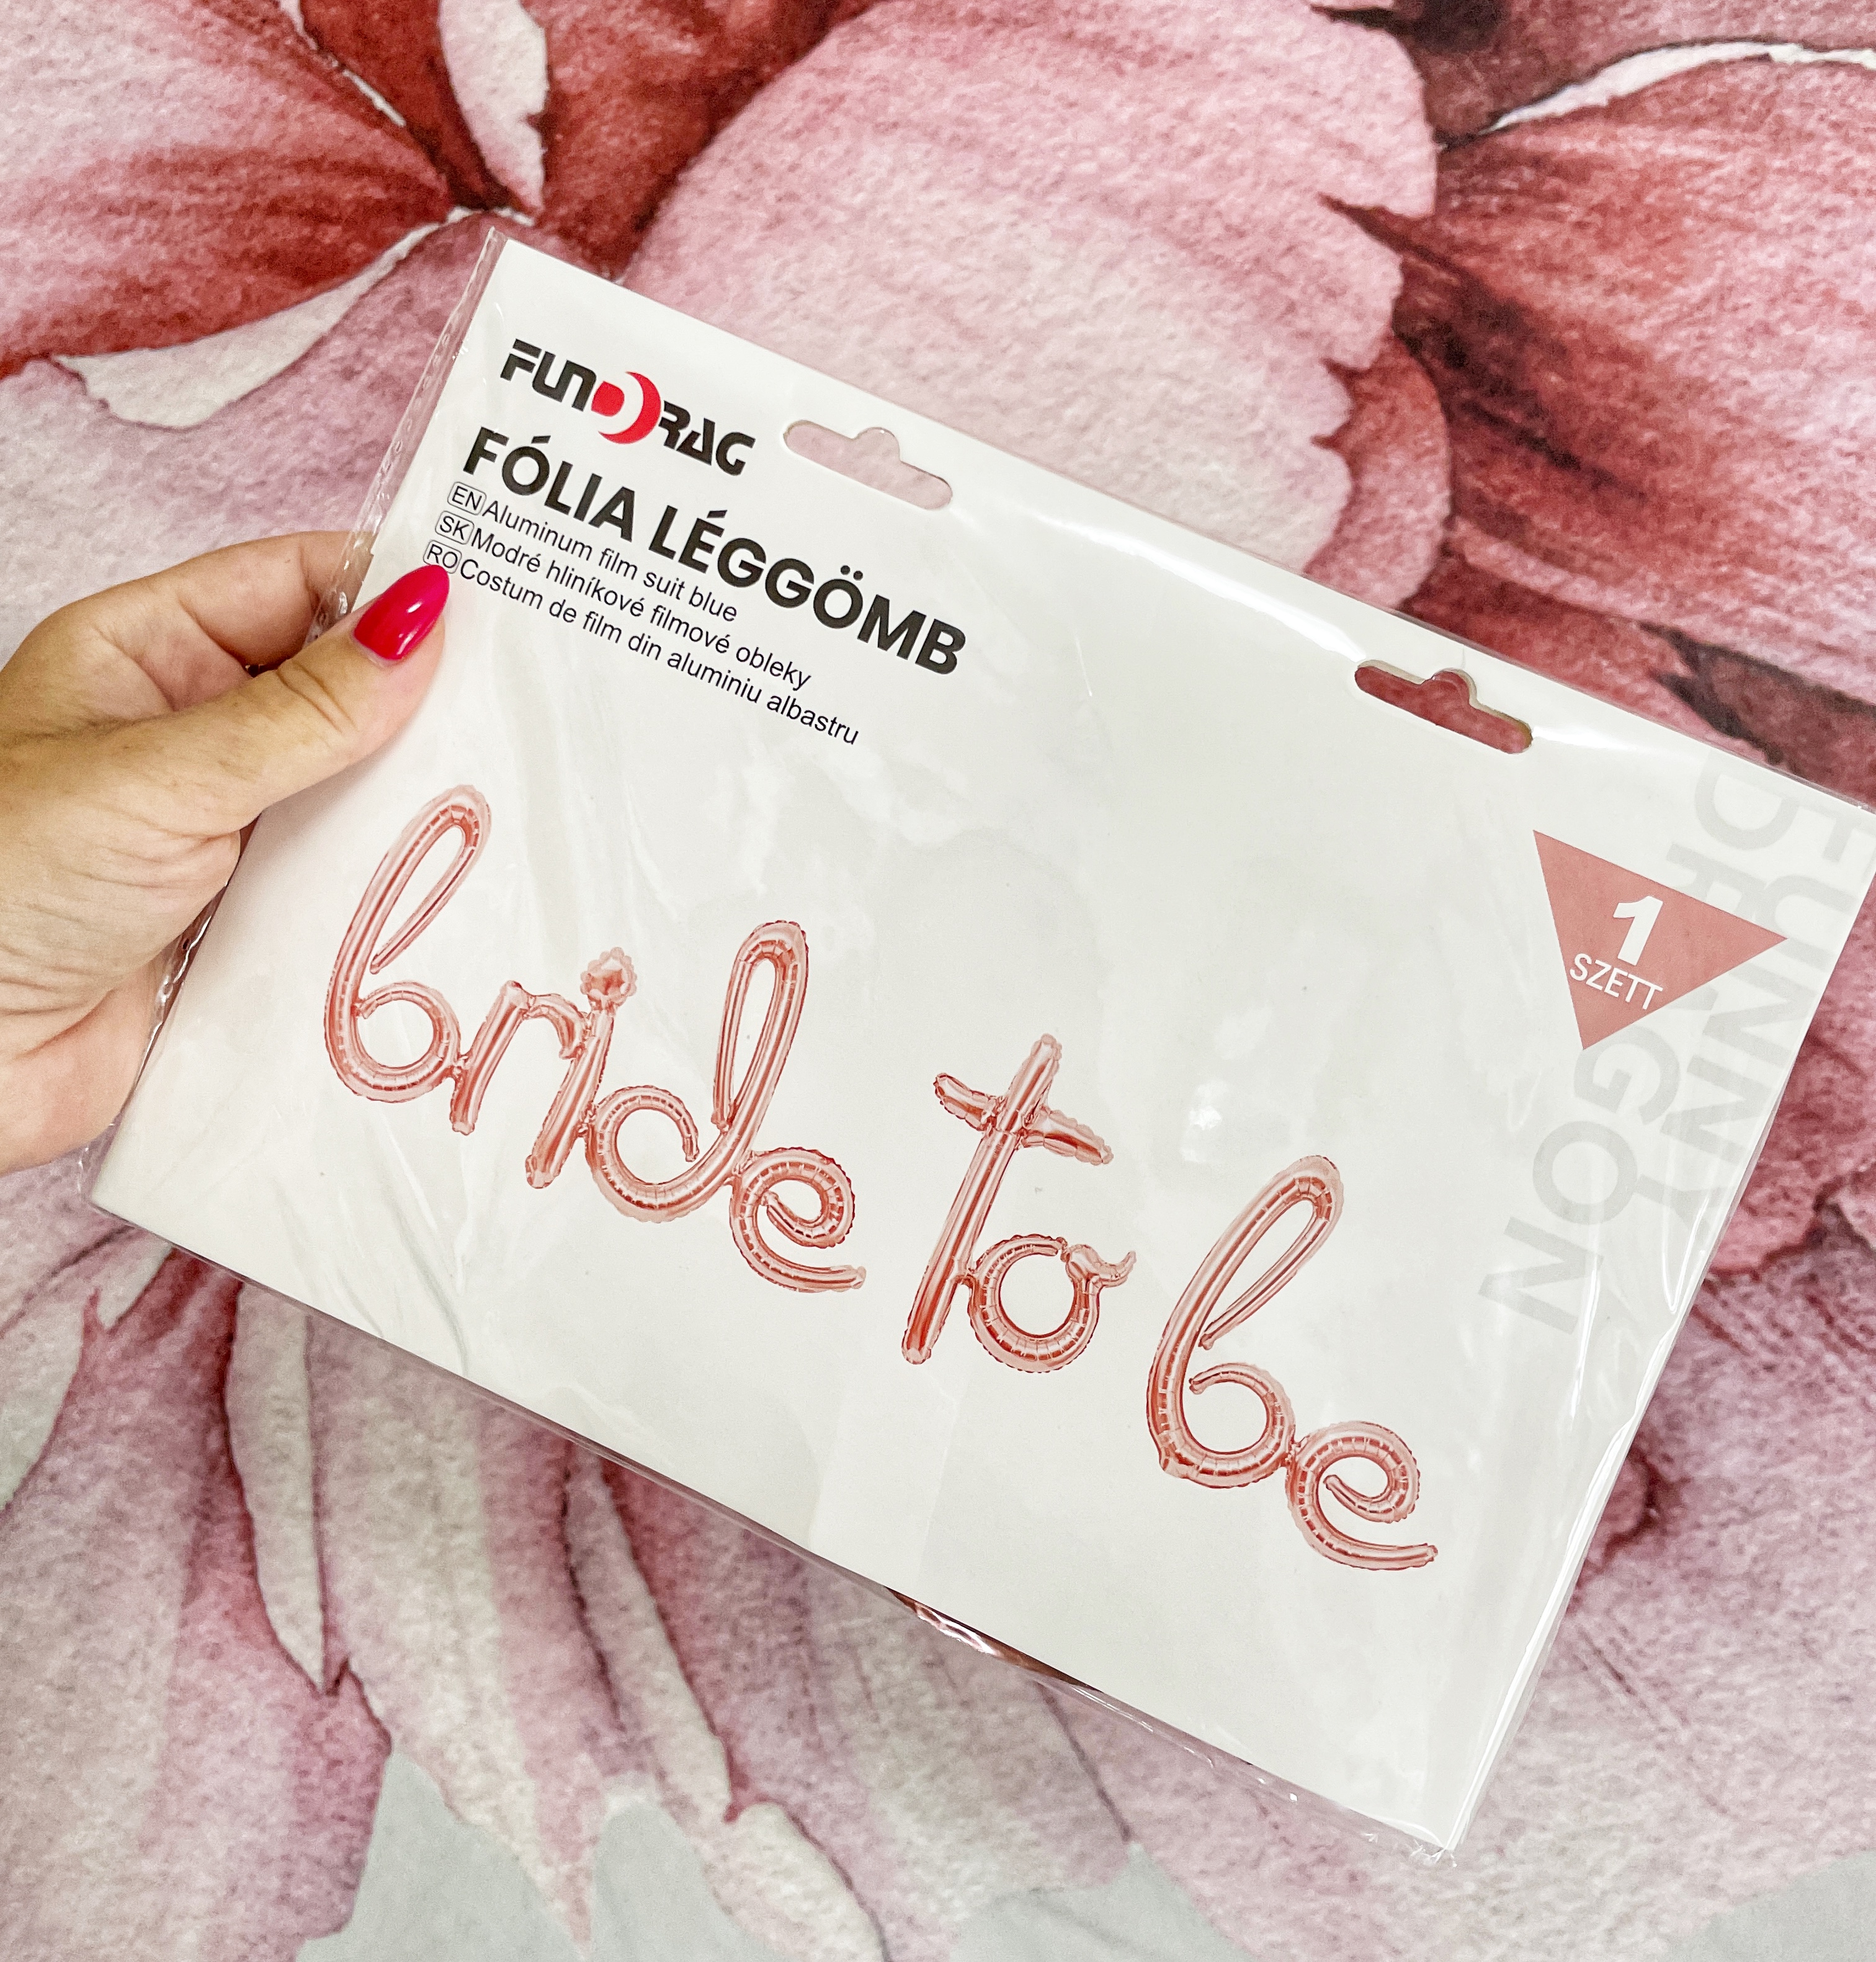 FUNDRAG
FÓLIA LÉGGÖMB
EN Aluminum film suit blue
SK Modré hliníkové filmové obleky
RO Costum de film din aluminiu albastru
bride to be
1
SZETT
FUNNY
DRAGON